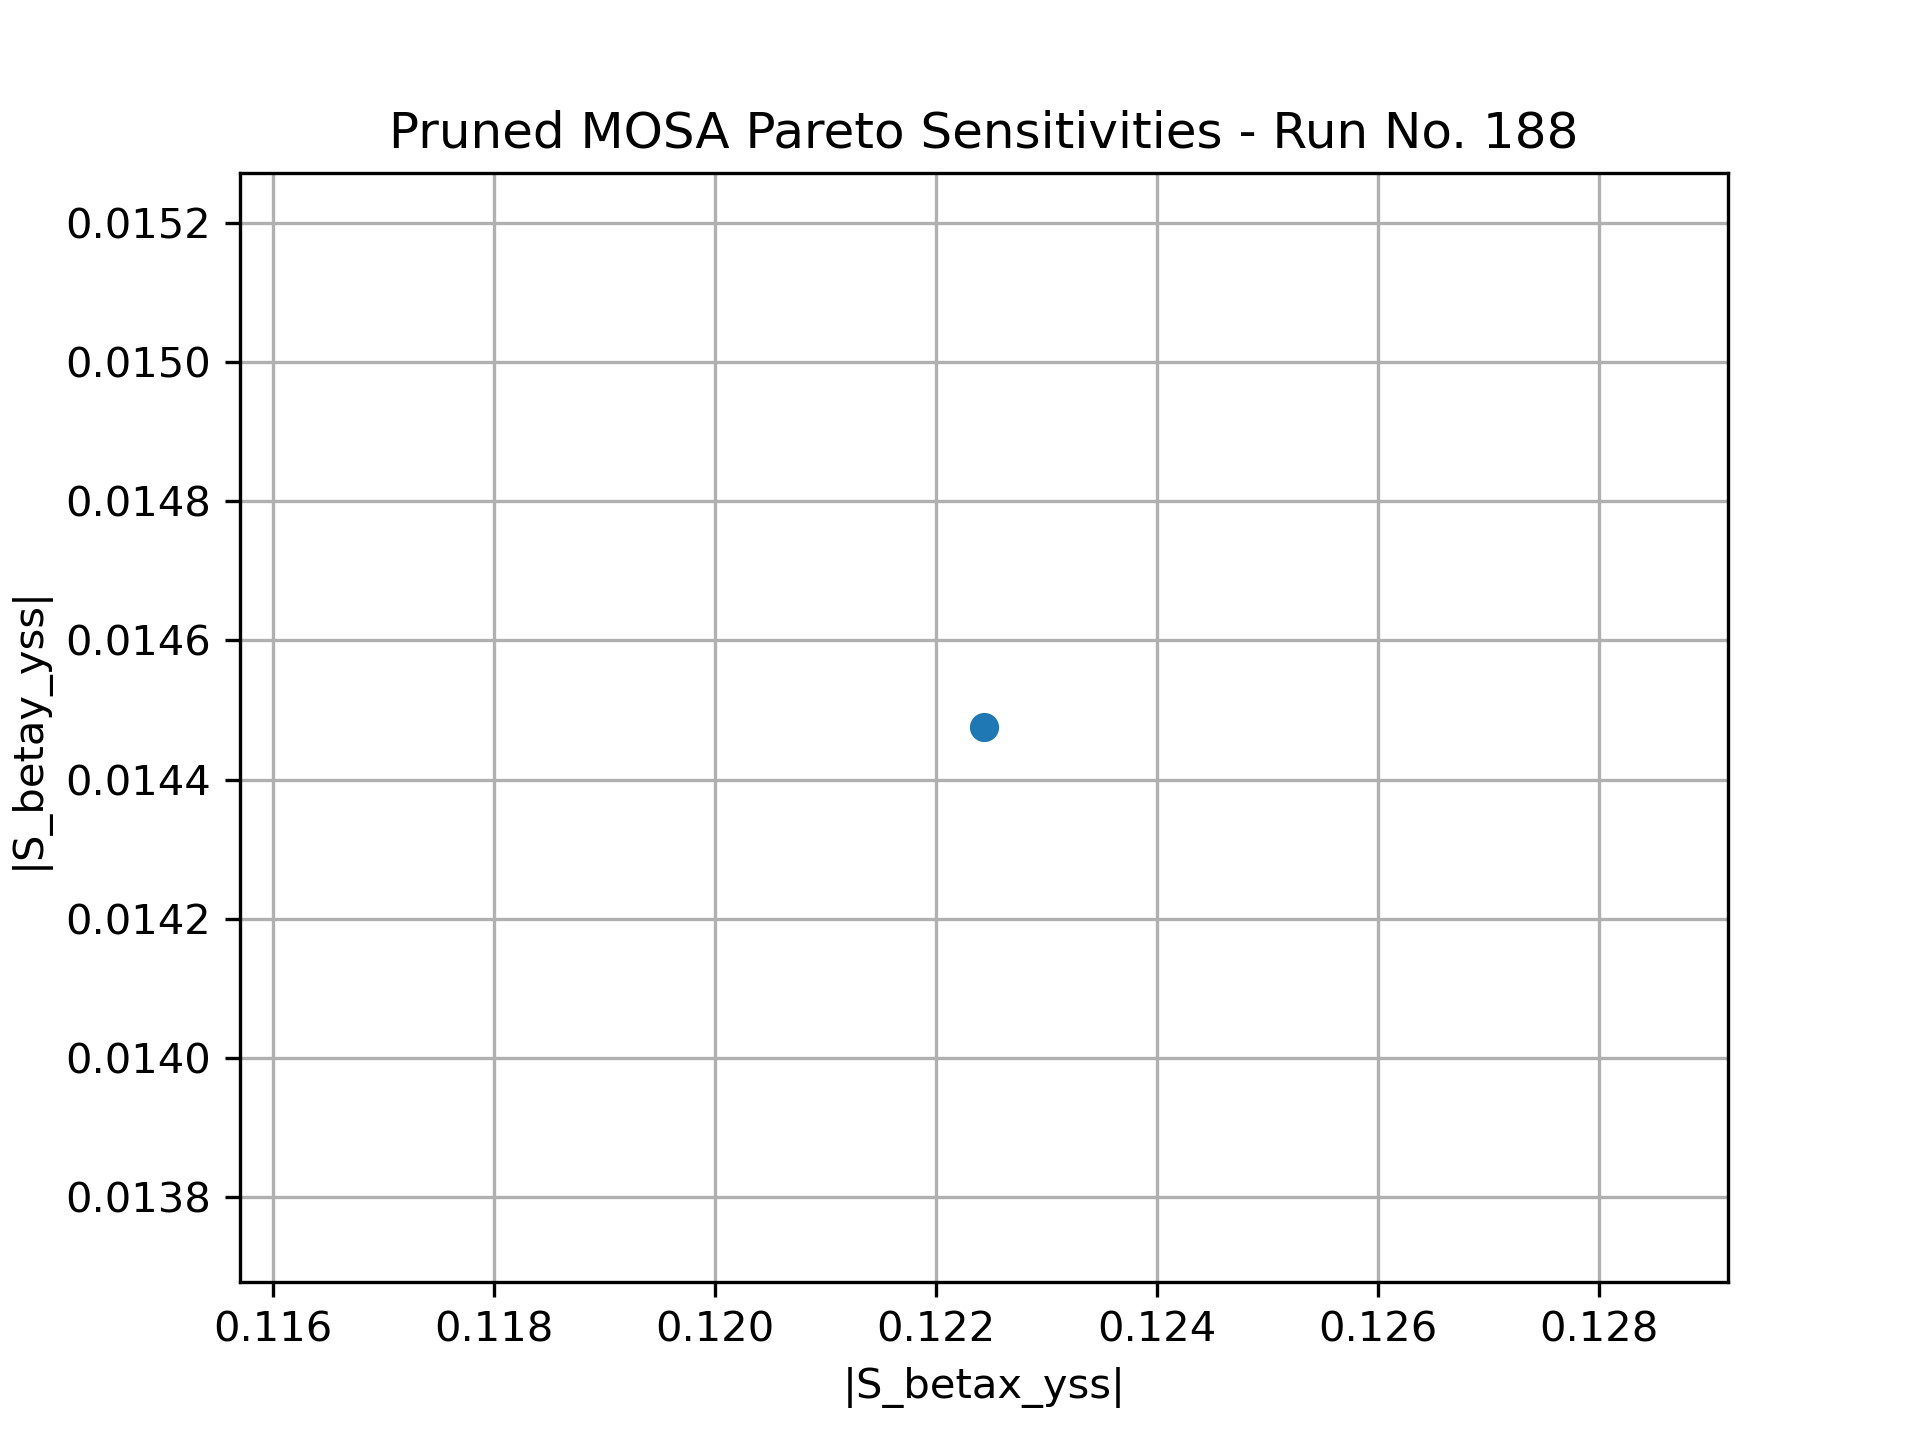 Pruned MOSA Pareto Sensitivities - Run No. 188
0.0152
0.0150
0.0148
0.0146
0.0144
0.0142
0.0140
0.0138
|S_betay_yss|
0.116 0.118 0.120 0.122 0.124 0.126 0.128
|S_betax_yss|